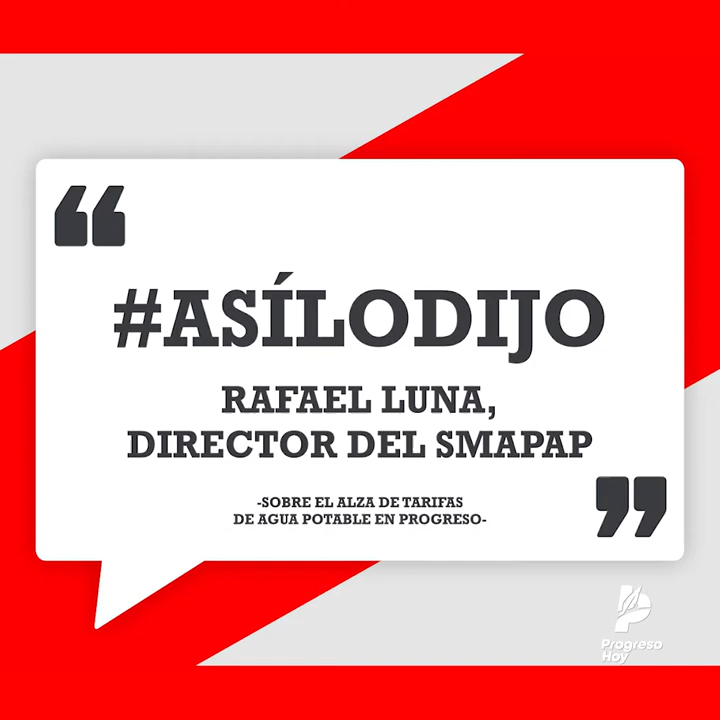 “
#ASÍLODIJO
RAFAEL LUNA,
DIRECTOR DEL SMAPAP
-SOBRE EL ALZA DE TARIFAS
DE AGUA POTABLE EN PROGRESO-
”
Progreso
Hoy